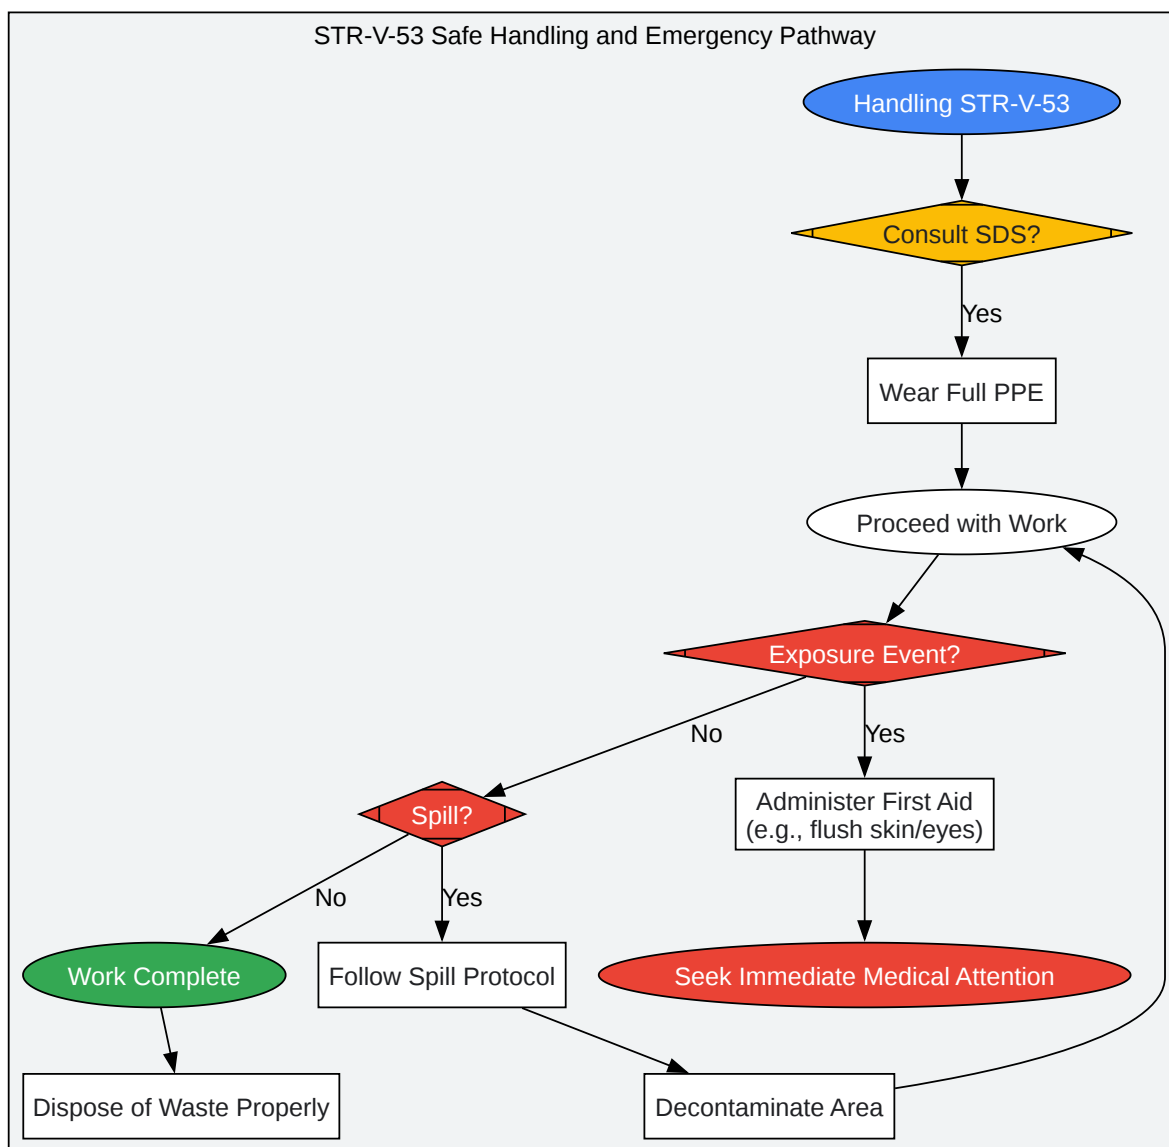 STR-V-53 Safe Handling and Emergency Pathway
Handling STR-V-53
Consult SDS?
Yes
Wear Full PPE
Proceed with Work
Exposure Event?
No
Yes
Spill?
Administer First Aid
(e.g., flush skin/eyes)
No
Yes
Work Complete
Follow Spill Protocol
Seek Immediate Medical Attention
Dispose of Waste Properly
Decontaminate Area